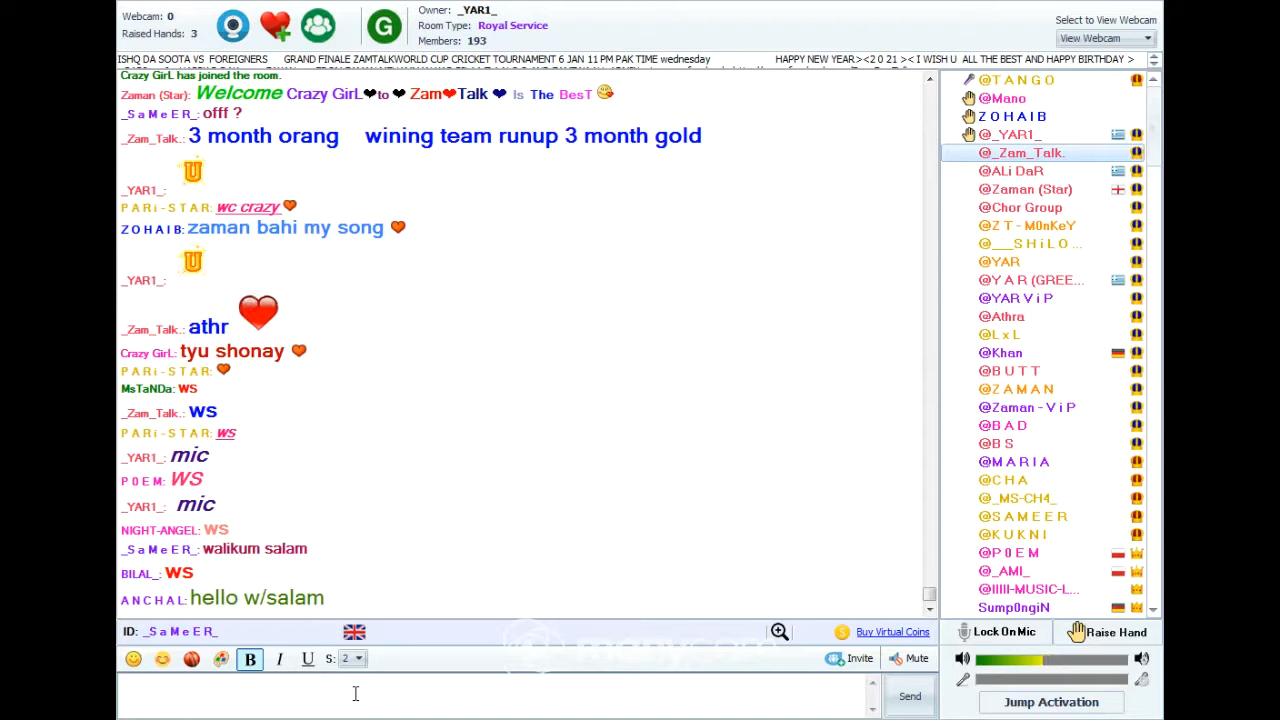 Webcam: 0
Raised Hands: 3
G
Owner: _YAR1_
Room Type: Royal Service
Members: 193
Select to View Webcam
View Webcam
ISHQ DA SOOTA VS FOREIGNERS GRAND FINALE ZAMTALKWORLD CUP CRICKET TOURNAMENT 6 JAN 11 PM PAK TIME wednesday HAPPY NEW YEAR><2 0 21 >< I WISH U ALL THE BEST AND HAPPY BIRTHDAY >
Crazy GirL has joined the room.
Zaman (Star): Welcome Crazy GirL❤to ❤ Zam❤Talk ❤ Is The BesT
_S a M e E R_: offf ?
_Zam_Talk.: 3 month orang wining team runup 3 month gold
U
_YAR1_:
P A R i - S T A R: wc crazy
Z O H A I B: zaman bahi my song
U
_YAR1_:
_Zam_Talk.: athr
Crazy GirL: tyu shonay
P A R i - S T A R:
MsTaNDa: WS
_Zam_Talk.: ws
P A R i - S T A R: ws
_YAR1_: mic
P 0 E M: WS
_YAR1_: mic
NIGHT-ANGEL: WS
_S a M e E R_: walikum salam
BILAL_: WS
A N C H A L: hello w/salam
@T A N G O
@Mano
Z O H A I B
@_YAR1_
@_Zam_Talk.
@ALi DaR
@Zaman (Star)
@Chor Group
@Z T - M0nKeY
@___S H i L O ...
@YAR
@Y A R (GREE...
@YAR V i P
@Athra
@L x L
@Khan
@B U T T
@Z A M A N
@Zaman - V i P
@B A D
@B S
@M A R I A
@C H A
@_MS-CH4_
@S A M E E R
@K U K N I
@P 0 E M
@_AMI_
@IIIII-MUSIC-L...
Sump0ngiN
ID: _S a M e E R_
Buy Virtual Coins
Lock On Mic
Raise Hand
B I U S: 2
Invite
Mute
Send
Jump Activation